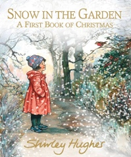 SNOW IN THE GARDEN
A FIRST BOOK OF CHRISTMAS
Shirley Hughes